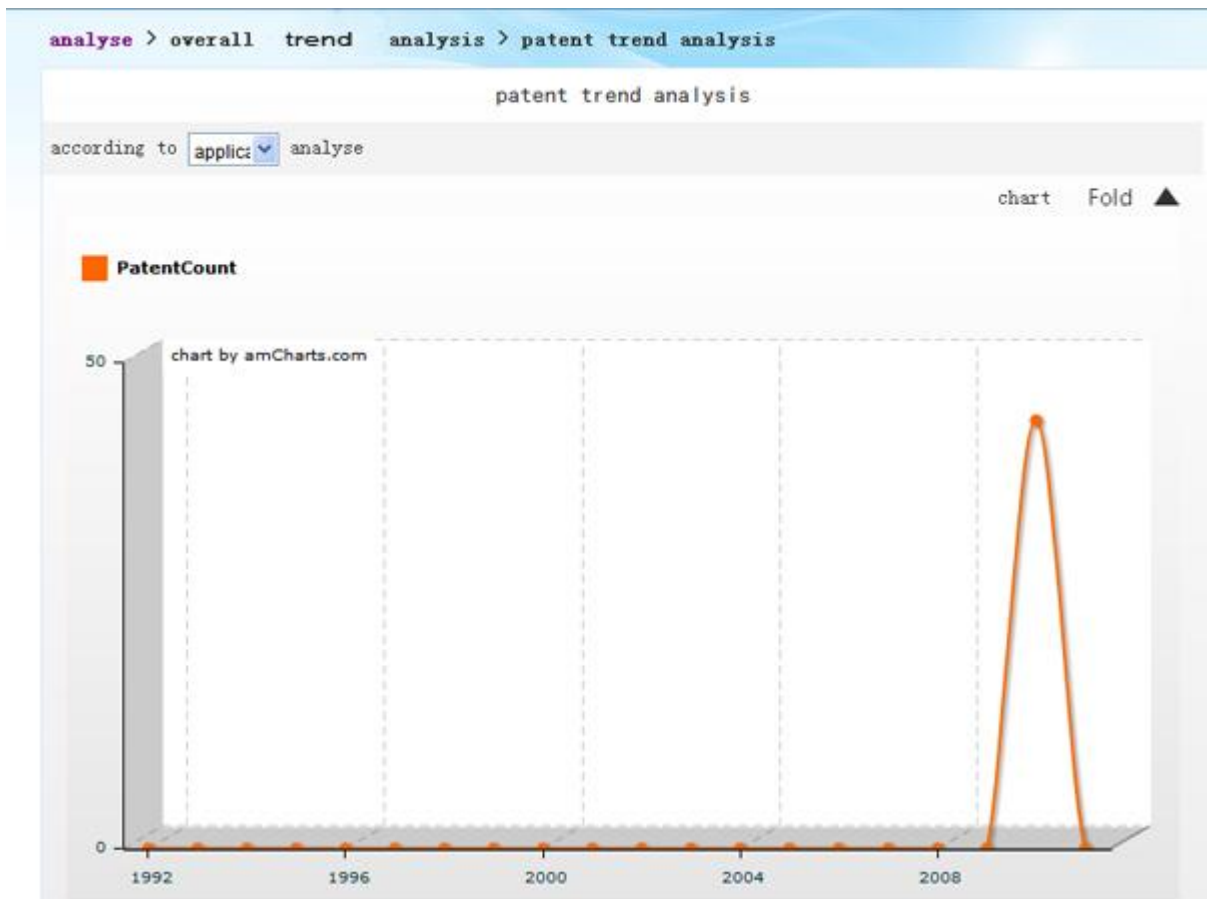 analyse > overall trend analysis > patent trend analysis
patent trend analysis
according to applica analyse
chart Fold
PatentCount
50
chart by amCharts.com
0
1992 1996 2000 2004 2008